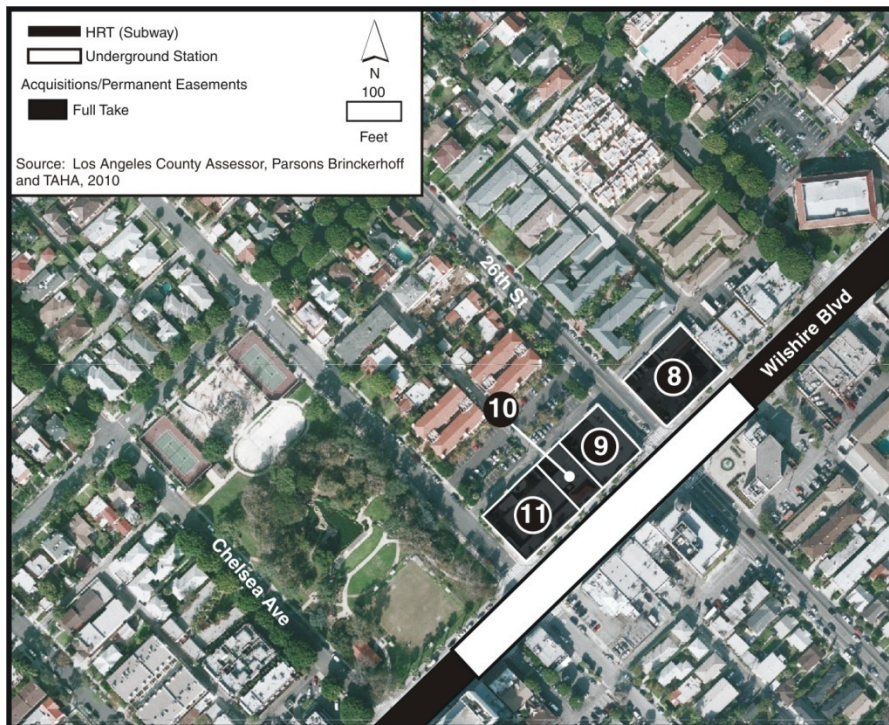 HRT (Subway)
Underground Station
Acquisitions/Permanent Easements
Full Take
N
100
Feet
Source: Los Angeles County Assessor, Parsons Brinckerhoff
and TAHA, 2010
26th St
Wilshire Blvd
8
10
9
11
Chelsea Ave